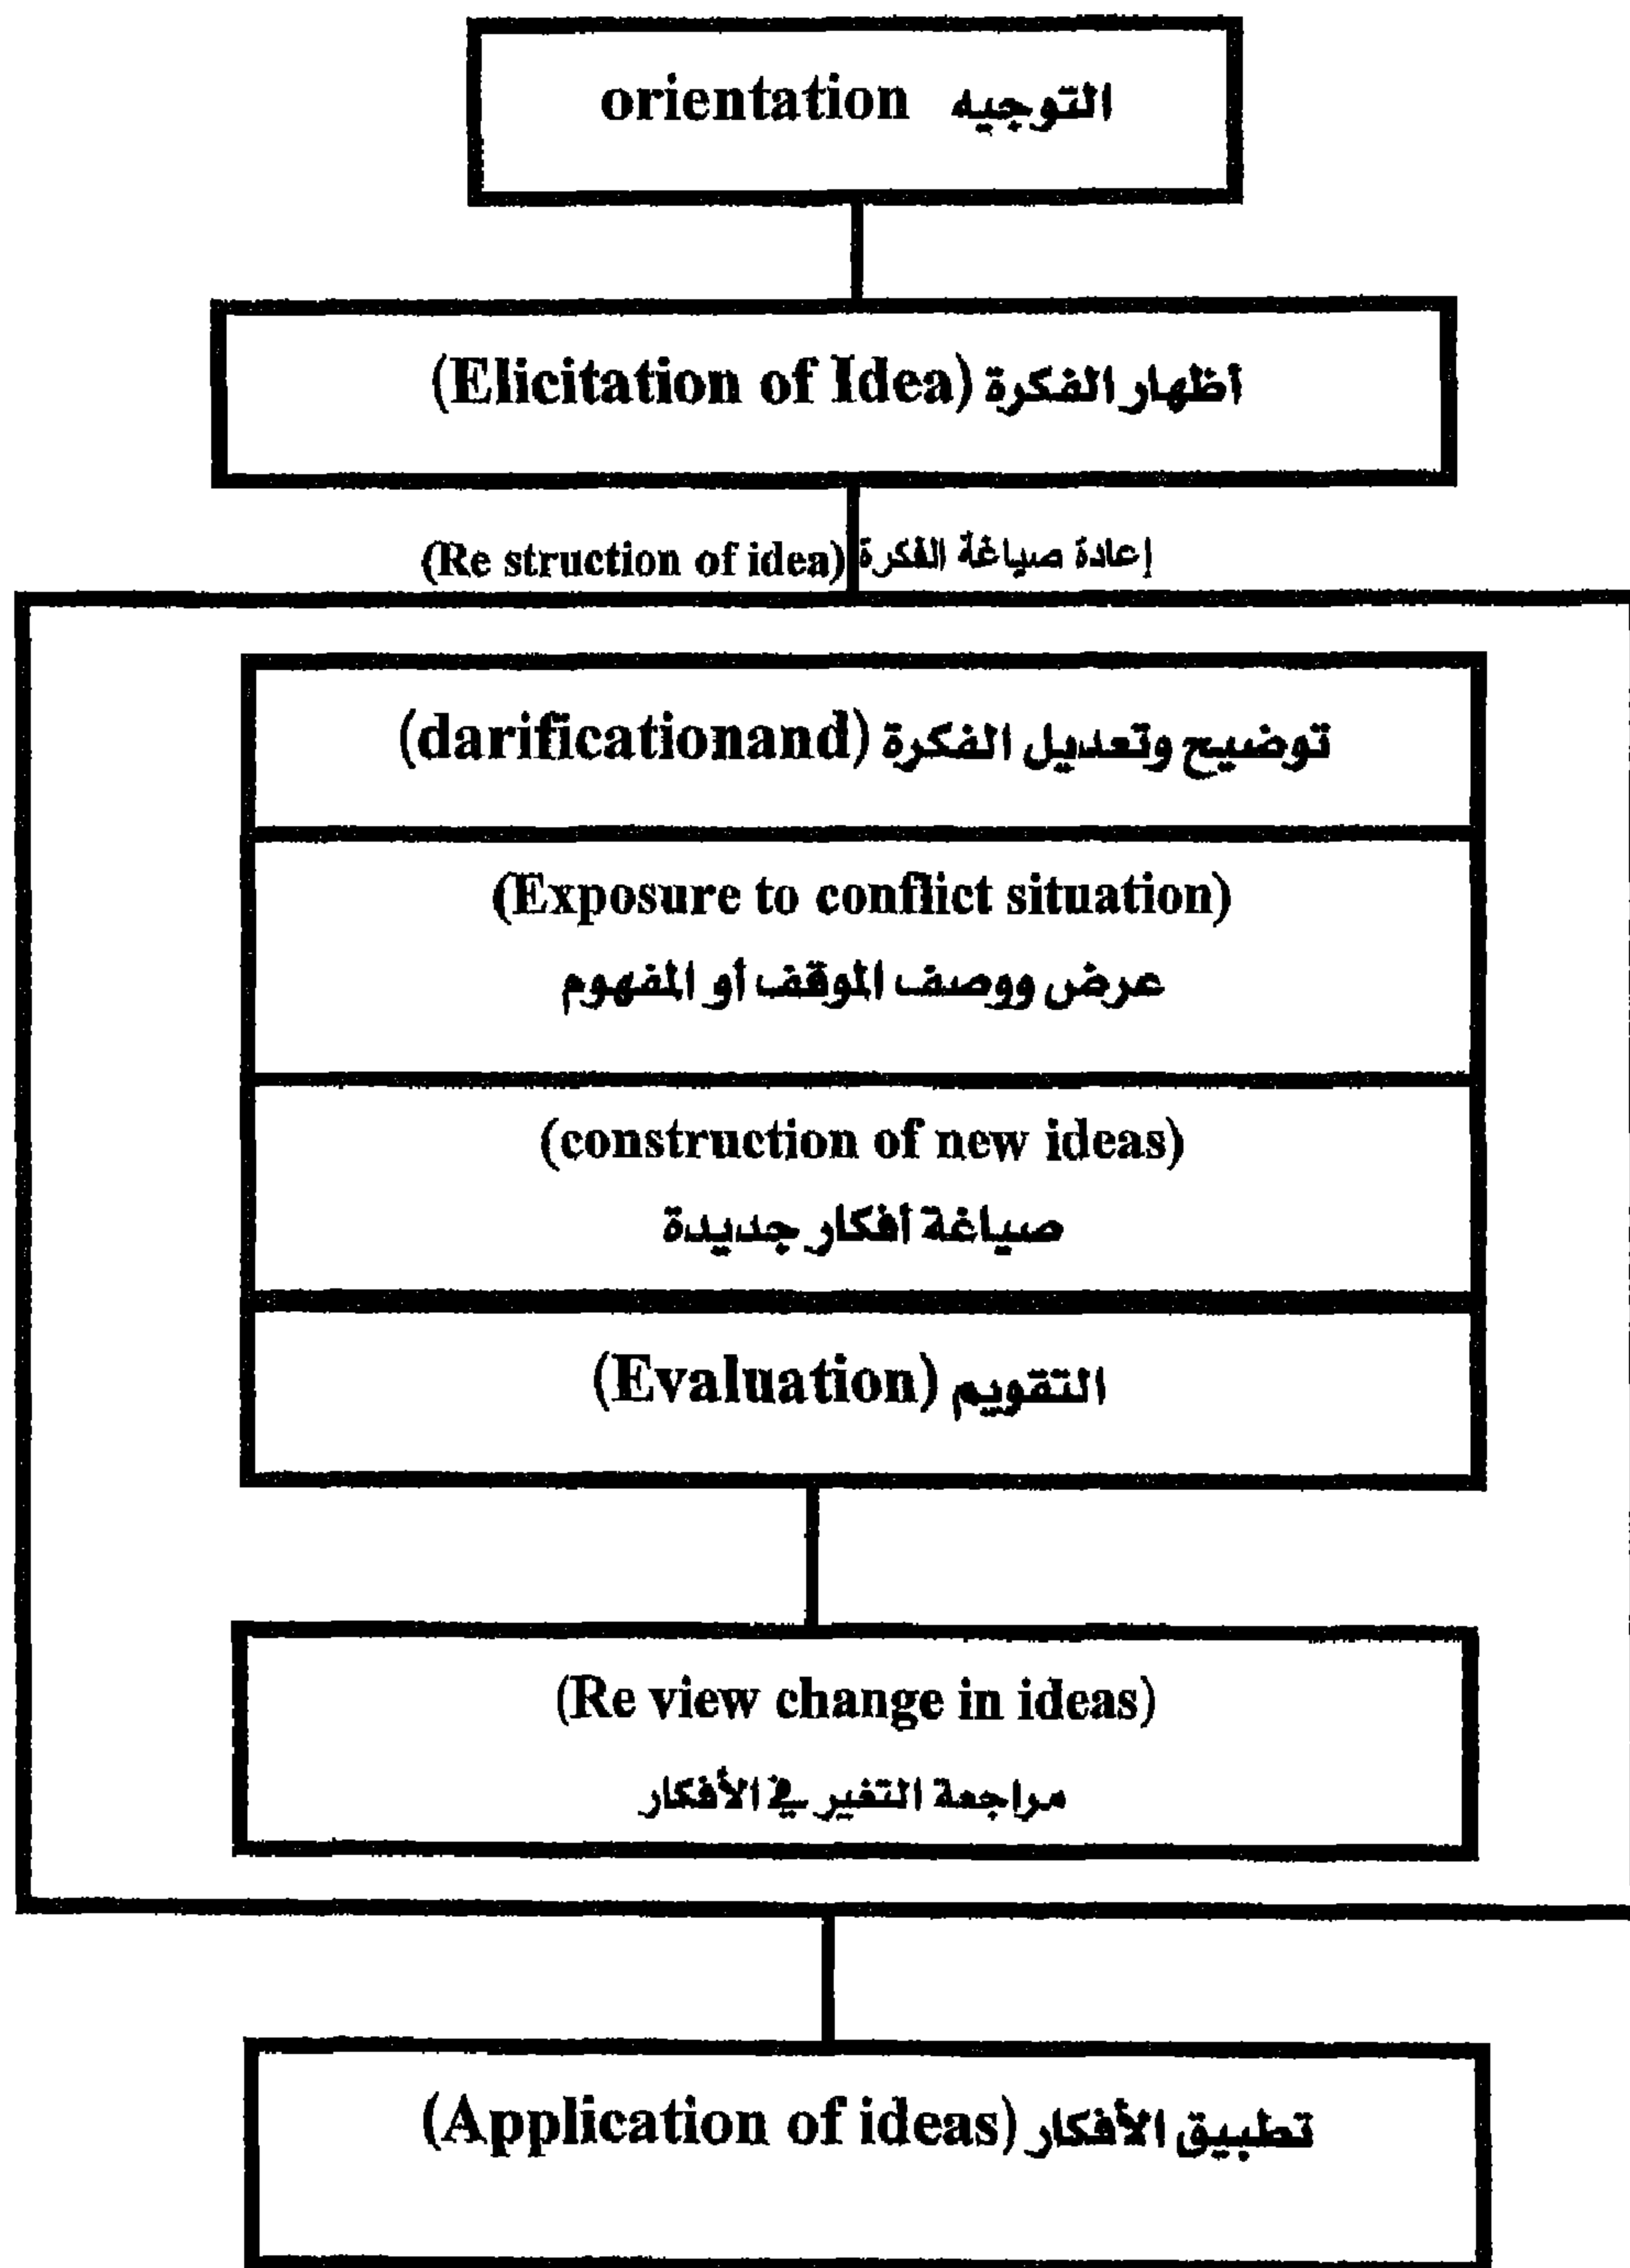 التوجيه orientation
أظهار الفكرة (Elicitation of Idea)
إعادة صياغة الفكرة (Re struction of idea)
توضيح وتعديل الفكرة (darificationand)
(Exposure to conflict situation)
عرض ووصف الموقف أو المفهوم
(construction of new ideas)
صياغة أفكار جديدة
التقويم (Evaluation)
(Re view change in ideas)
مراجعة التغير في الأفكار
تطبيق الأفكار (Application of ideas)